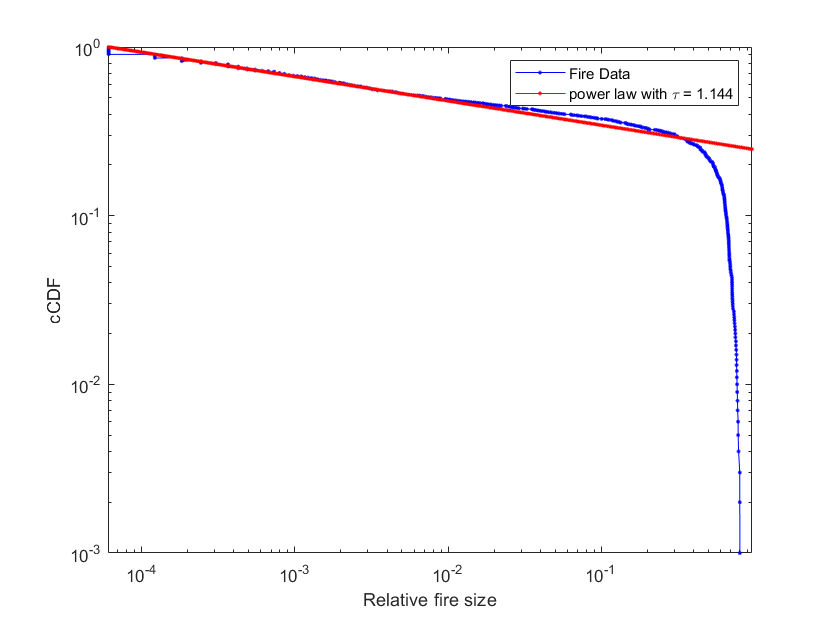 10^0
10^-1
10^-2
10^-3
cCDF
Fire Data
power law with τ = 1.144
10^-4
10^-3
10^-2
10^-1
Relative fire size